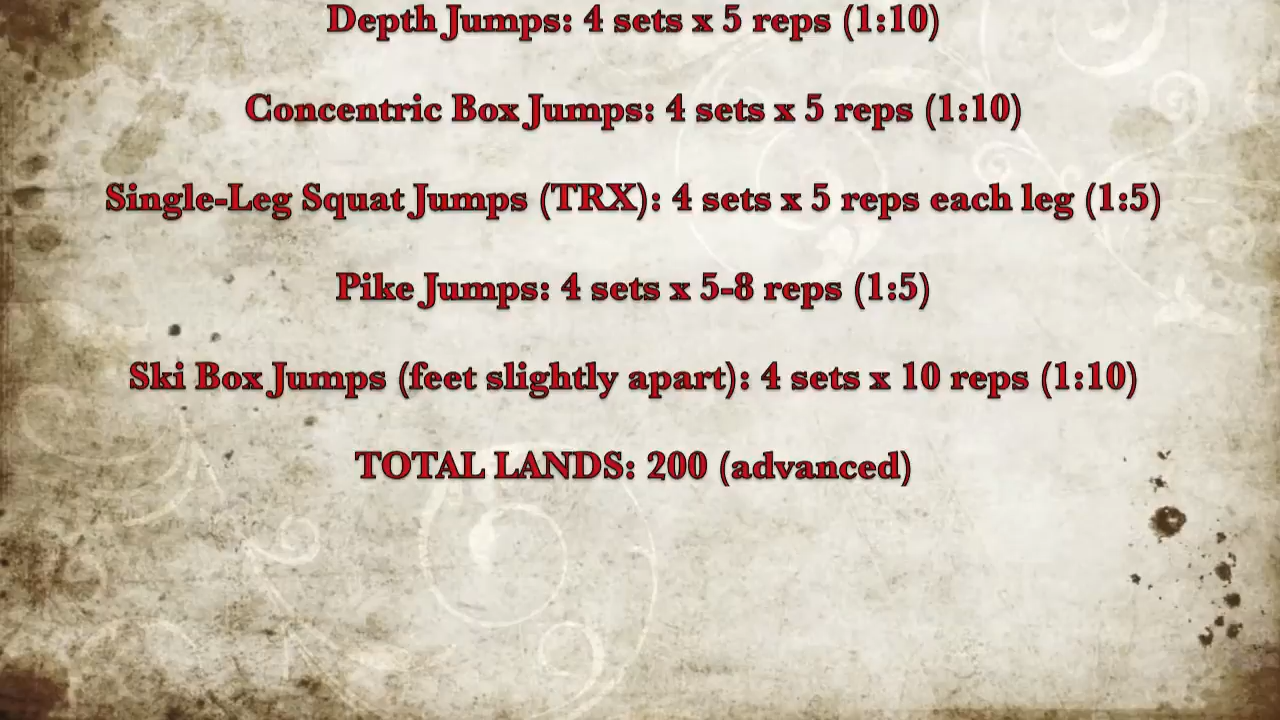 Depth Jumps: 4 sets x 5 reps (1:10)
Concentric Box Jumps: 4 sets x 5 reps (1:10)
Single-Leg Squat Jumps (TRX): 4 sets x 5 reps each leg (1:5)
Pike Jumps: 4 sets x 5-8 reps (1:5)
Ski Box Jumps (feet slightly apart): 4 sets x 10 reps (1:10)
TOTAL LANDS: 200 (advanced)